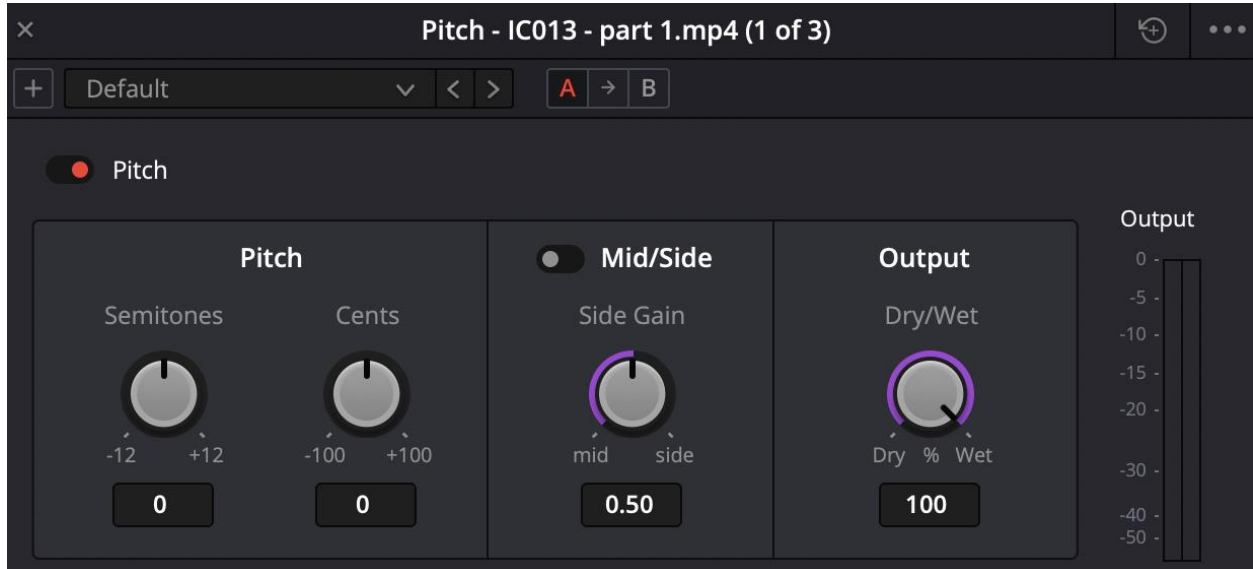 Pitch - IC013 - part 1.mp4 (1 of 3)
Default
A B
Pitch
Output
Pitch Mid/Side Output
Semitones Cents Side Gain Dry/Wet
-12 +12 -100 +100 mid side Dry % Wet
0 0 0.50 100
0 -
-5 -
-10 -
-15 -
-20 -
-30 -
-40 -
-50 -